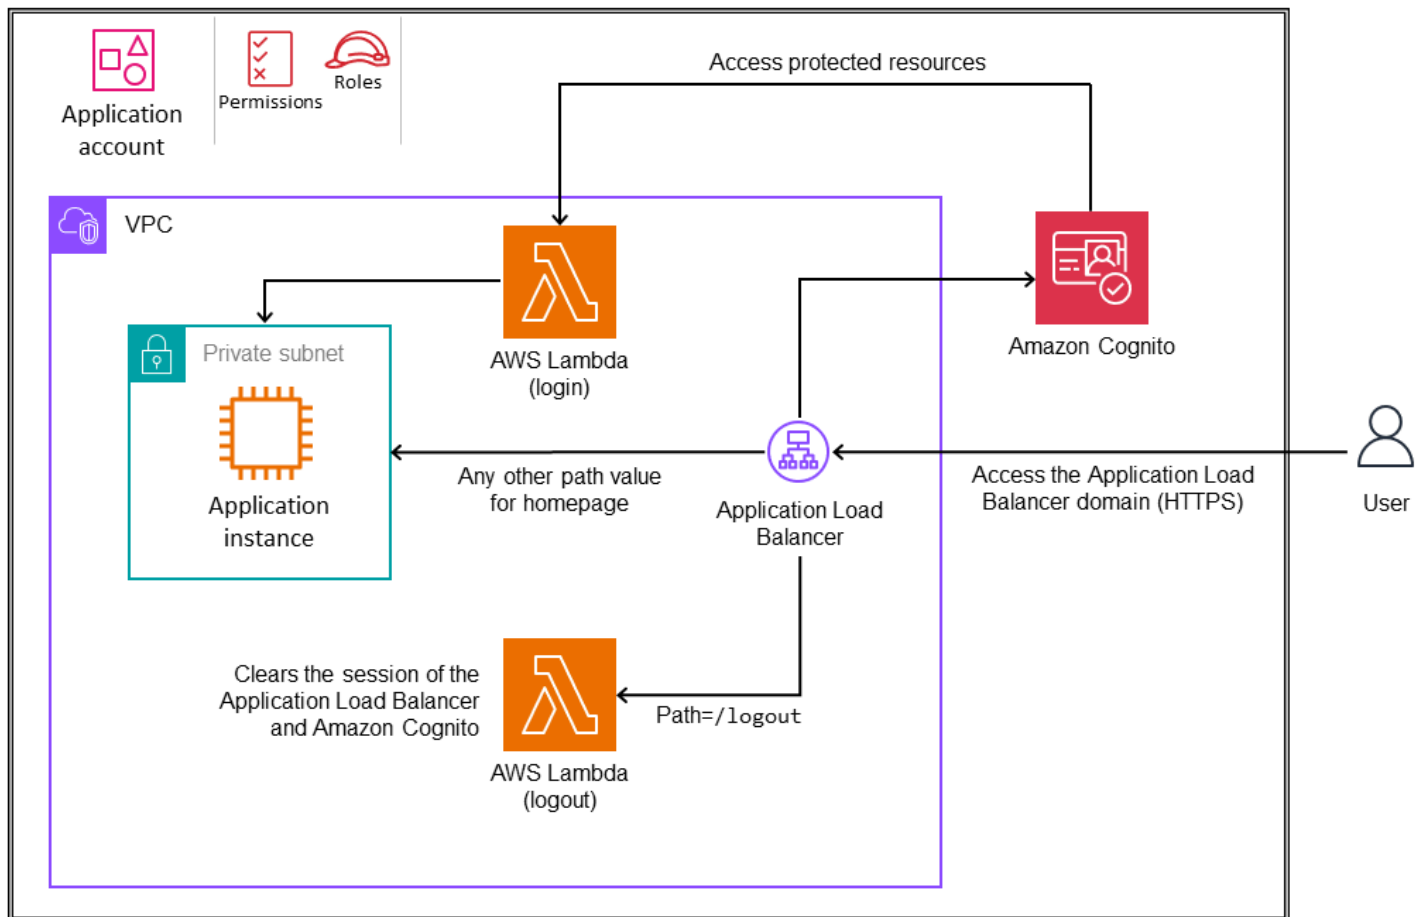 Application
account
Permissions
Roles
Access protected resources
VPC
AWS Lambda
(login)
Amazon Cognito
Private subnet
Application
instance
Any other path value
for homepage
Application Load
Balancer
Access the Application Load
Balancer domain (HTTPS)
User
Clears the session of the
Application Load Balancer
and Amazon Cognito
Path=/logout
AWS Lambda
(logout)